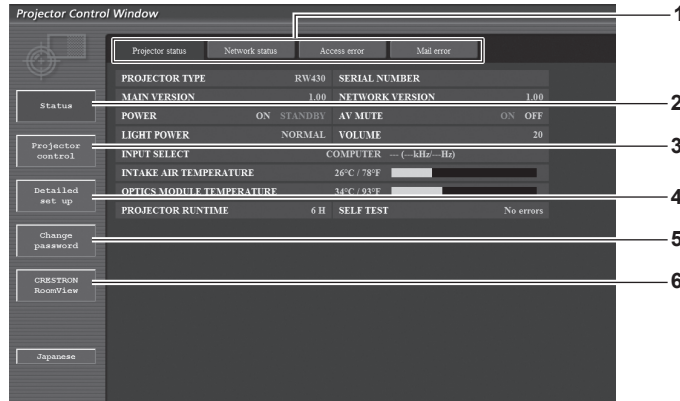 Projector Control Window
1
Projector status Network status Access error Mail error
PROJECTOR TYPE RW430 SERIAL NUMBER
MAIN VERSION 1.00 NETWORK VERSION 1.00
POWER ON STANDBY AV MUTE ON OFF
LIGHT POWER NORMAL VOLUME 20
INPUT SELECT COMPUTER --- (---kHz/---Hz)
INTAKE AIR TEMPERATURE 26°C / 78°F
OPTICS MODULE TEMPERATURE 34°C / 93°F
PROJECTOR RUNTIME 6 H SELF TEST No errors
Status
2
Projector
control
3
Detailed
set up
4
Change
password
5
CRESTRON
RoomView
6
Japanese